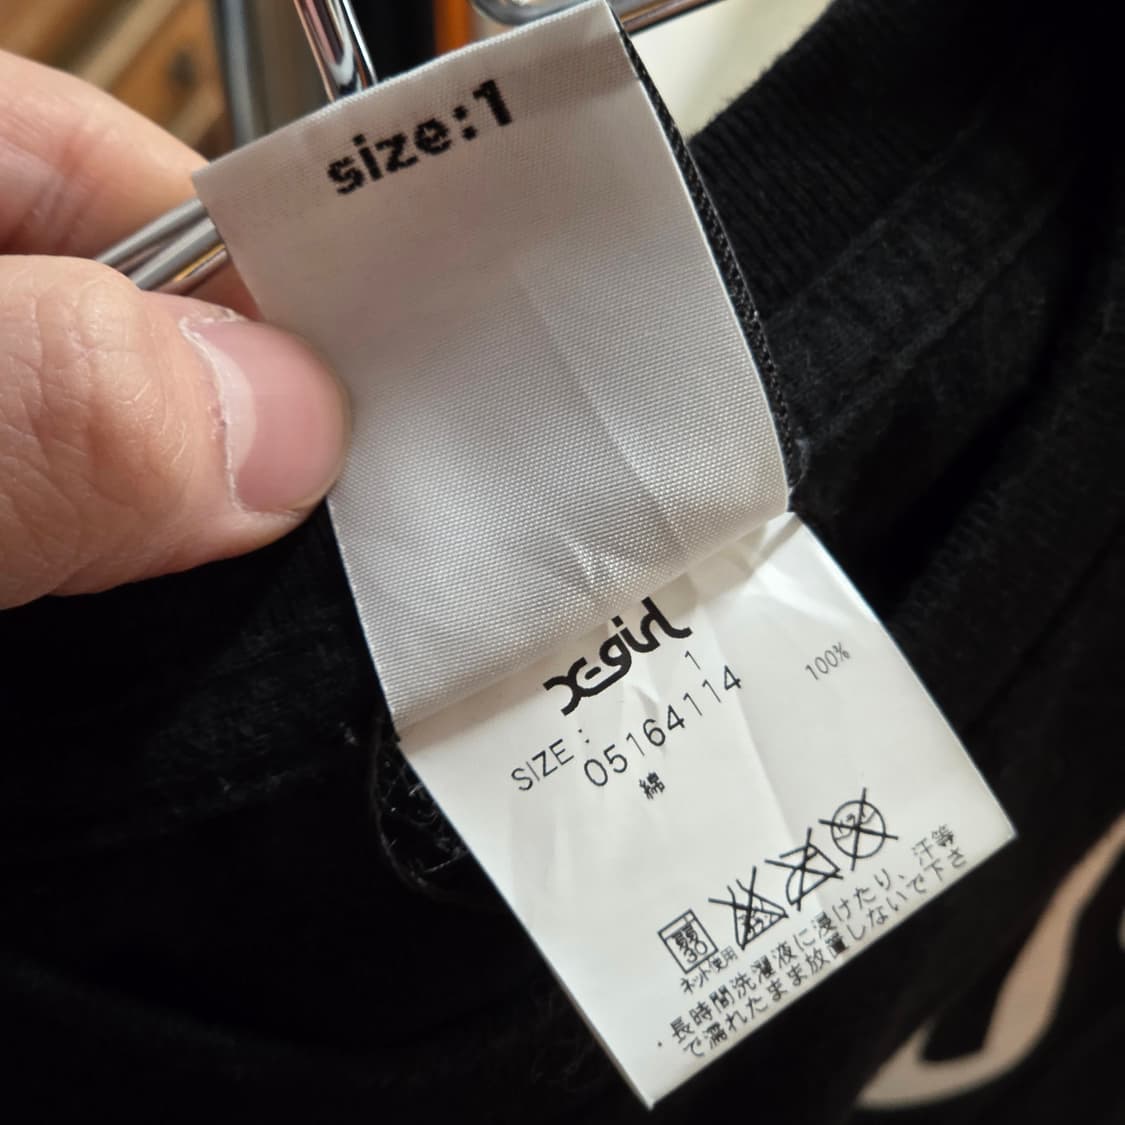 size:1
X-girl
SIZE: 1
05164114
綿 100%
弱
30
ネット使用
・長時間洗濯液に浸けたり、汗等
で濡れたまま放置しないで下さ